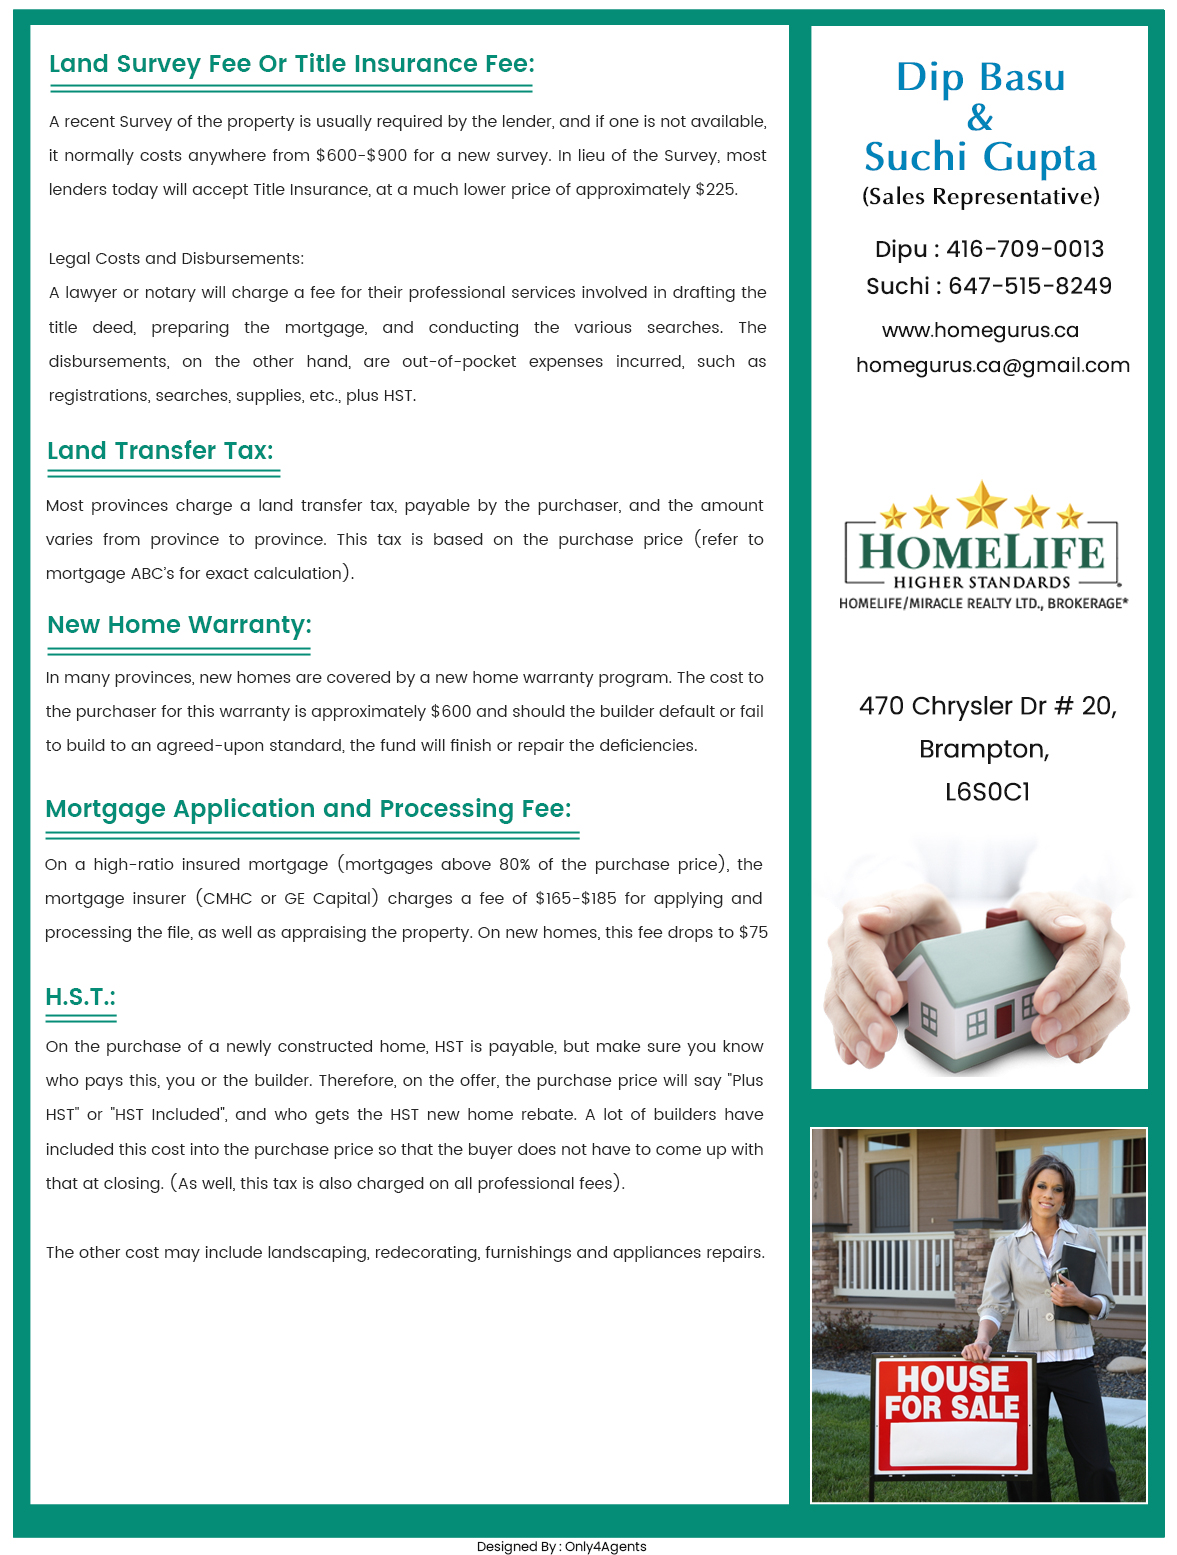 Land Survey Fee Or Title Insurance Fee:
A recent Survey of the property is usually required by the lender, and if one is not available,
it normally costs anywhere from $600-$900 for a new survey. In lieu of the Survey, most
lenders today will accept Title Insurance, at a much lower price of approximately $225.
Legal Costs and Disbursements:
A lawyer or notary will charge a fee for their professional services involved in drafting the
title deed, preparing the mortgage, and conducting the various searches. The
disbursements, on the other hand, are out-of-pocket expenses incurred, such as
registrations, searches, supplies, etc., plus HST.
Land Transfer Tax:
Most provinces charge a land transfer tax, payable by the purchaser, and the amount
varies from province to province. This tax is based on the purchase price (refer to
mortgage ABC's for exact calculation).
New Home Warranty:
In many provinces, new homes are covered by a new home warranty program. The cost to
the purchaser for this warranty is approximately $600 and should the builder default or fail
to build to an agreed-upon standard, the fund will finish or repair the deficiencies.
Mortgage Application and Processing Fee:
On a high-ratio insured mortgage (mortgages above 80% of the purchase price), the
mortgage insurer (CMHC or GE Capital) charges a fee of $165-$185 for applying and
processing the file, as well as appraising the property. On new homes, this fee drops to $75
H.S.T.:
On the purchase of a newly constructed home, HST is payable, but make sure you know
who pays this, you or the builder. Therefore, on the offer, the purchase price will say "Plus
HST" or "HST Included", and who gets the HST new home rebate. A lot of builders have
included this cost into the purchase price so that the buyer does not have to come up with
that at closing. (As well, this tax is also charged on all professional fees).
The other cost may include landscaping, redecorating, furnishings and appliances repairs.
Dip Basu
&
Suchi Gupta
(Sales Representative)
Dipu : 416-709-0013
Suchi : 647-515-8249
www.homegurus.ca
homegurus.ca@gmail.com
HOMELIFE
HIGHER STANDARDS
HOMELIFE/MIRACLE REALTY LTD., BROKERAGE*
470 Chrysler Dr # 20,
Brampton,
L6S0C1
1004
HOUSE
FOR SALE
Designed By : Only4Agents